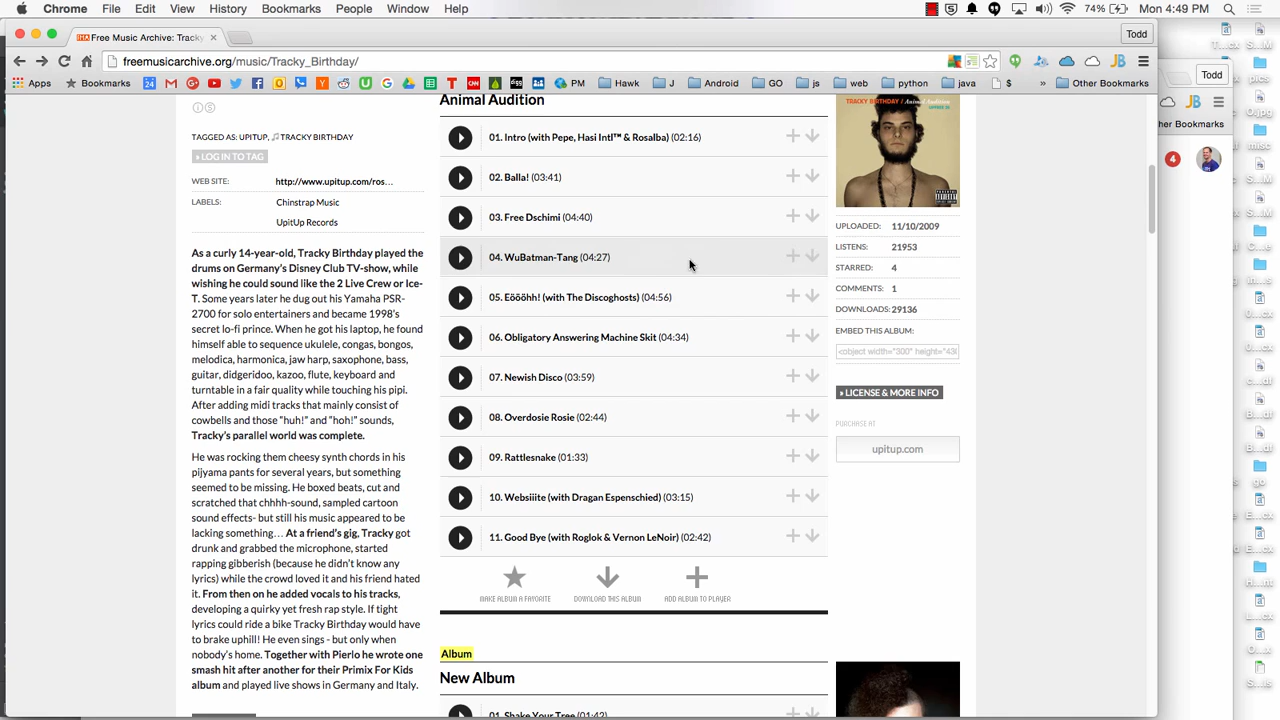 Chrome File Edit View History Bookmarks People Window Help
74% Mon 4:49 PM
Free Music Archive: Tracky
Todd
freemusicarchive.org/music/Tracky_Birthday/
Apps Bookmarks Hawk J Android GO js web python java $ » Other Bookmarks
PM
Todd
her Bookmarks
4
TAGGED AS: UPITUP, TRACKY BIRTHDAY
LOG IN TO TAG
WEB SITE: http://www.upitup.com/ros...
LABELS: Chinstrap Music
UpitUp Records
As a curly 14-year-old, Tracky Birthday played the
drums on Germany's Disney Club TV-show, while
wishing he could sound like the 2 Live Crew or Ice-
T. Some years later he dug out his Yamaha PSR-
2700 for solo entertainers and became 1998's
secret lo-fi prince. When he got his laptop, he found
himself able to sequence ukulele, congas, bongos,
melodica, harmonica, jaw harp, saxophone, bass,
guitar, didgeridoo, kazoo, flute, keyboard and
turntable in a fair quality while touching his pipi.
After adding midi tracks that mainly consist of
cowbells and those "huh!" and "hoh!" sounds,
Tracky's parallel world was complete.
He was rocking them cheesy synth chords in his
pijyama pants for several years, but something
seemed to be missing. He boxed beats, cut and
scratched that chhhh-sound, sampled cartoon
sound effects- but still his music appeared to be
lacking something… At a friend's gig, Tracky got
drunk and grabbed the microphone, started
rapping gibberish (because he didn't know any
lyrics) while the crowd loved it and his friend hated
it. From then on he added vocals to his tracks,
developing a quirky yet fresh rap style. If tight
lyrics could ride a bike Tracky Birthday would have
to brake uphill! He even sings - but only when
nobody's home. Together with Pierlo he wrote one
smash hit after another for their Primix For Kids
album and played live shows in Germany and Italy.
Animal Audition
01. Intro (with Pepe, Hasi Intl™ & Rosalba) (02:16)
02. Balla! (03:41)
03. Free Dschimi (04:40)
04. WuBatman-Tang (04:27)
05. Eöööhh! (with The Discoghosts) (04:56)
06. Obligatory Answering Machine Skit (04:34)
07. Newish Disco (03:59)
08. Overdosie Rosie (02:44)
09. Rattlesnake (01:33)
10. Websiiite (with Dragan Espenschied) (03:15)
11. Good Bye (with Roglok & Vernon LeNoir) (02:42)
MAKE ALBUM A FAVORITE DOWNLOAD THIS ALBUM ADD ALBUM TO PLAYER
Album
New Album
01. Shake Your Tree (01:42)
TRACKY BIRTHDAY / Animal Audition
UPLOADED: 11/10/2009
LISTENS: 21953
STARRED: 4
COMMENTS: 1
DOWNLOADS: 29136
EMBED THIS ALBUM:
<object width="300" height="43
LICENSE & MORE INFO
PURCHASE AT
upitup.com